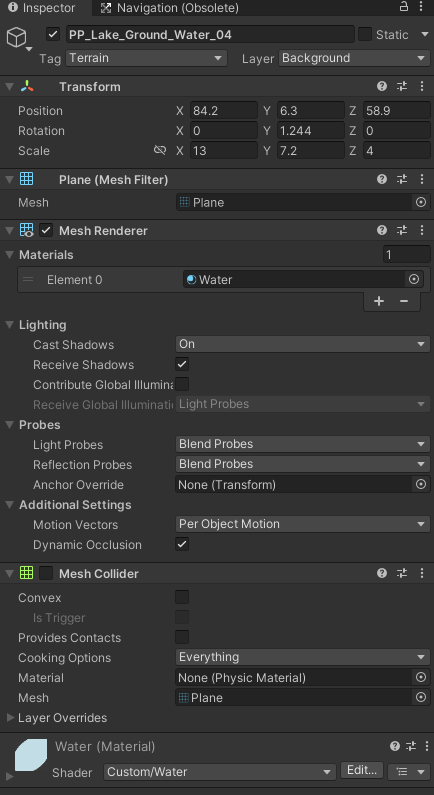 Inspector Navigation (Obsolete)
PP_Lake_Ground_Water_04 Static
Tag Terrain Layer Background
Transform
Position X 84.2 Y 6.3 Z 58.9
Rotation X 0 Y 1.244 Z 0
Scale X 13 Y 7.2 Z 4
Plane (Mesh Filter)
Mesh Plane
Mesh Renderer
Materials 1
Element 0 Water
Lighting
Cast Shadows On
Receive Shadows
Contribute Global Illumina
Receive Global Illuminati Light Probes
Probes
Light Probes Blend Probes
Reflection Probes Blend Probes
Anchor Override None (Transform)
Additional Settings
Motion Vectors Per Object Motion
Dynamic Occlusion
Mesh Collider
Convex
Is Trigger
Provides Contacts
Cooking Options Everything
Material None (Physic Material)
Mesh Plane
Layer Overrides
Water (Material)
Shader Custom/Water Edit...